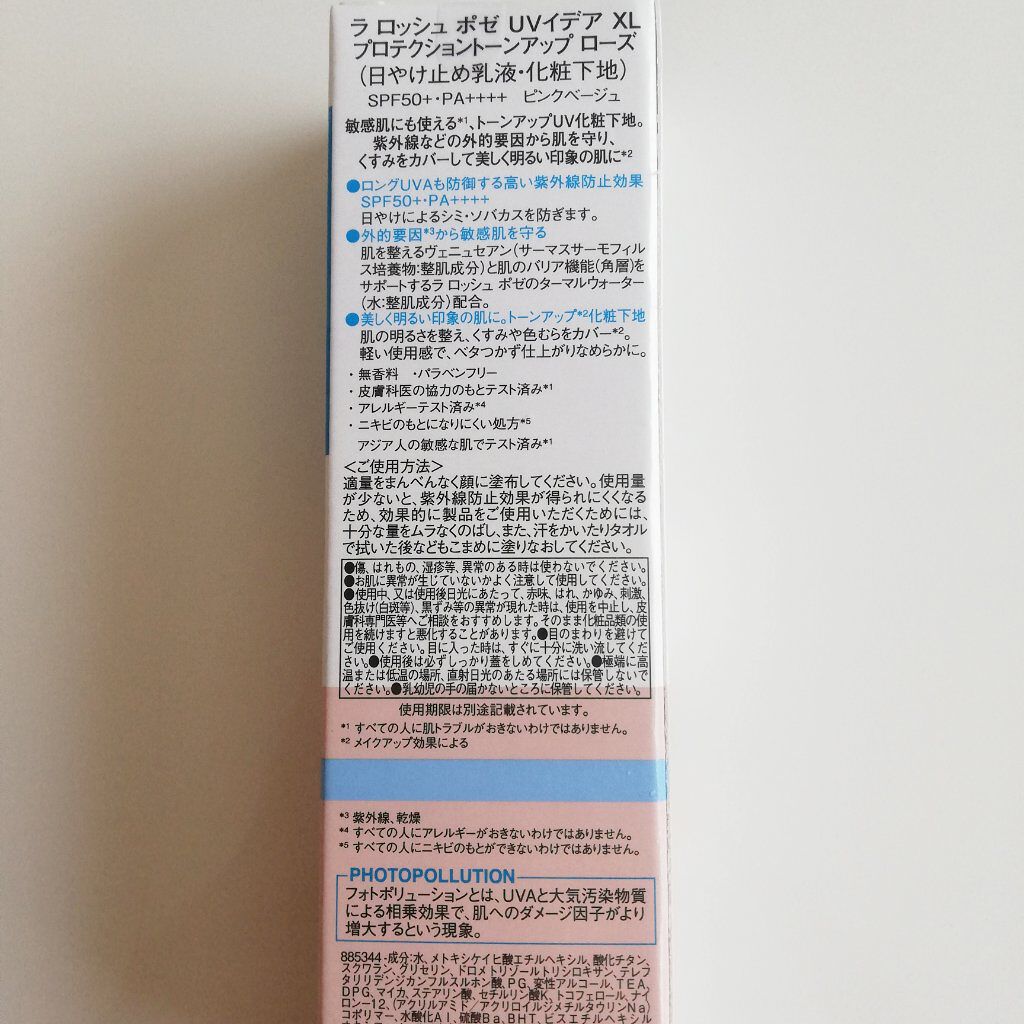 ラ ロッシュ ポゼ UVイデア XL
プロテクショントーンアップ ローズ
（日やけ止め乳液・化粧下地）
SPF50+・PA++++　ピンクベージュ
敏感肌にも使える*1、トーンアップUV化粧下地。
紫外線などの外的要因から肌を守り、
くすみをカバーして美しく明るい印象の肌に*2
●ロングUVAも防御する高い紫外線防止効果
SPF50+・PA++++
日やけによるシミ・ソバカスを防ぎます。
●外的要因*3から敏感肌を守る
肌を整えるヴェニュセアン（サーマスサーモフィル
ス培養物:整肌成分）と肌のバリア機能（角層）を
サポートするラ ロッシュ ポゼのターマルウォーター
（水:整肌成分）配合。
●美しく明るい印象の肌に。トーンアップ*2化粧下地
肌の明るさを整え、くすみや色むらをカバー*2。
軽い使用感で、ベタつかず仕上がりなめらかに。
・無香料　・パラベンフリー
・皮膚科医の協力のもとテスト済み*1
・アレルギーテスト済み*4
・ニキビのもとになりにくい処方*5
アジア人の敏感な肌でテスト済み*1
＜ご使用方法＞
適量をまんべんなく顔に塗布してください。使用量
が少ないと、紫外線防止効果が得られにくくなる
ため、効果的に製品をご使用いただくためには、
十分な量をムラなくのばし、また、汗をかいたりタオル
で拭いた後などもこまめに塗りなおしてください。
●傷、はれもの、湿疹等、異常のある時は使わないでください。
●お肌に異常が生じていないかよく注意して使用してください。
●使用中、又は使用後日光にあたって、赤味、はれ、かゆみ、刺激、
色抜け（白斑等）、黒ずみ等の異常が現れた時は、使用を中止し、皮
膚科専門医等へご相談をおすすめします。そのまま化粧品類の使
用を続けますと悪化することがあります。●目のまわりを避けて
ご使用ください。目に入った時は、すぐに十分に洗い流してくだ
さい。●使用後は必ずしっかり蓋をしめてください。●極端に高
温または低温の場所、直射日光のあたる場所には保管しないで
ください。●乳幼児の手の届かないところに保管してください。
使用期限は別途記載されています。
*1 すべての人に肌トラブルがおきないわけではありません。
*2 メイクアップ効果による
*3 紫外線、乾燥
*4 すべての人にアレルギーがおきないわけではありません。
*5 すべての人にニキビのもとができないわけではありません。
PHOTOPOLLUTION
フォトポリューションとは、UVAと大気汚染物質
による相乗効果で、肌へのダメージ因子がより
増大するという現象。
885344-成分:水、メトキシケイヒ酸エチルヘキシル、酸化チタン、
スクワラン、グリセリン、ドロメトリゾールトリシロキサン、テレフ
タリリデンジカンフルスルホン酸、PG、変性アルコール、TEA、
DPG、マイカ、ステアリン酸、セチルリン酸K、トコフェロール、ナイ
ロン-12、（アクリルアミド／アクリロイルジメチルタウリンNa）
コポリマー、水酸化Al、硫酸Ba、BHT、ビスエチルヘキシル